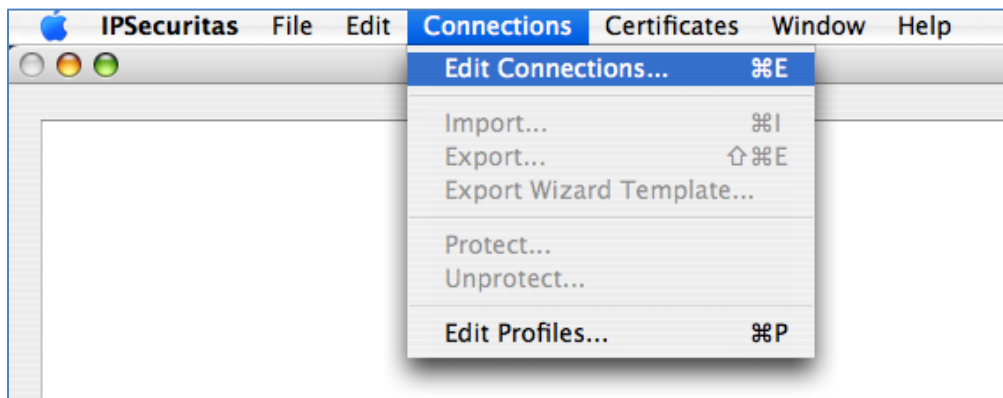 IPSecuritas File Edit Connections Certificates Window Help
Edit Connections... ⌘E
Import... ⌘I
Export... ⇧⌘E
Export Wizard Template...
Protect...
Unprotect...
Edit Profiles... ⌘P